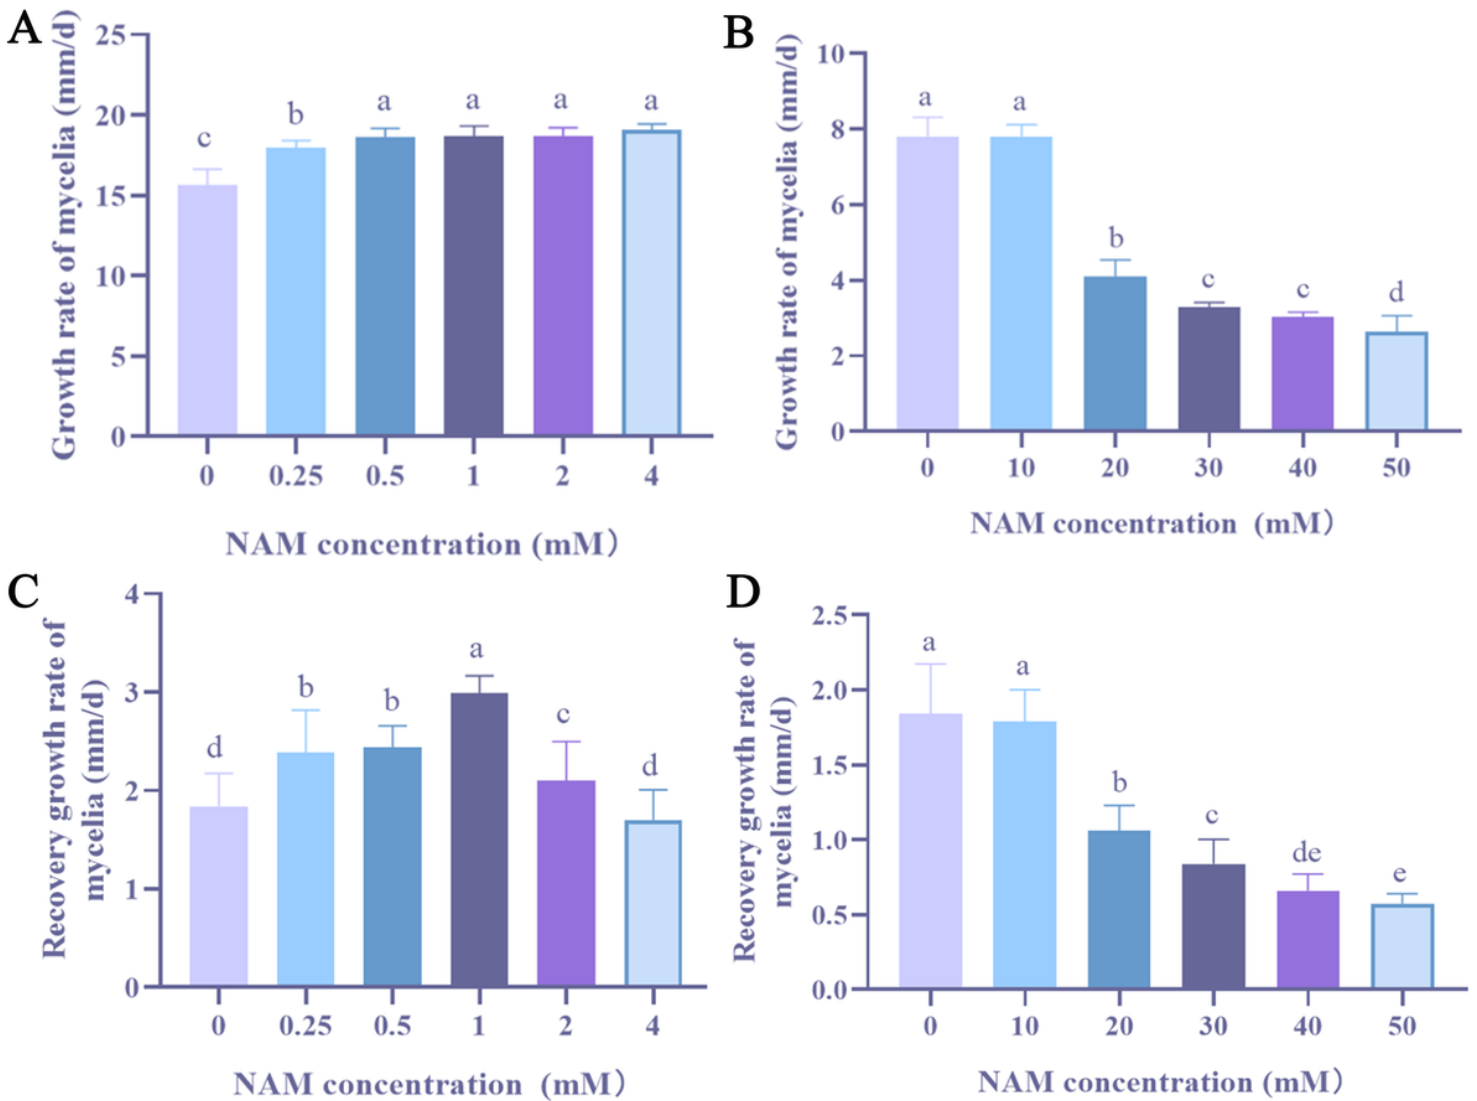 A
Growth rate of mycelia (mm/d)
25
20
15
10
5
0
c
b
a
a
a
a
0 0.25 0.5 1 2 4
NAM concentration (mM)
B
Growth rate of mycelia (mm/d)
10
8
6
4
2
0
a
a
b
c
c
d
0 10 20 30 40 50
NAM concentration (mM)
C
Recovery growth rate of
mycelia (mm/d)
4
3
2
1
0
d
b
b
a
c
d
0 0.25 0.5 1 2 4
NAM concentration (mM)
D
Recovery growth rate of
mycelia (mm/d)
2.5
2.0
1.5
1.0
0.5
0.0
a
a
b
c
de
e
0 10 20 30 40 50
NAM concentration (mM)